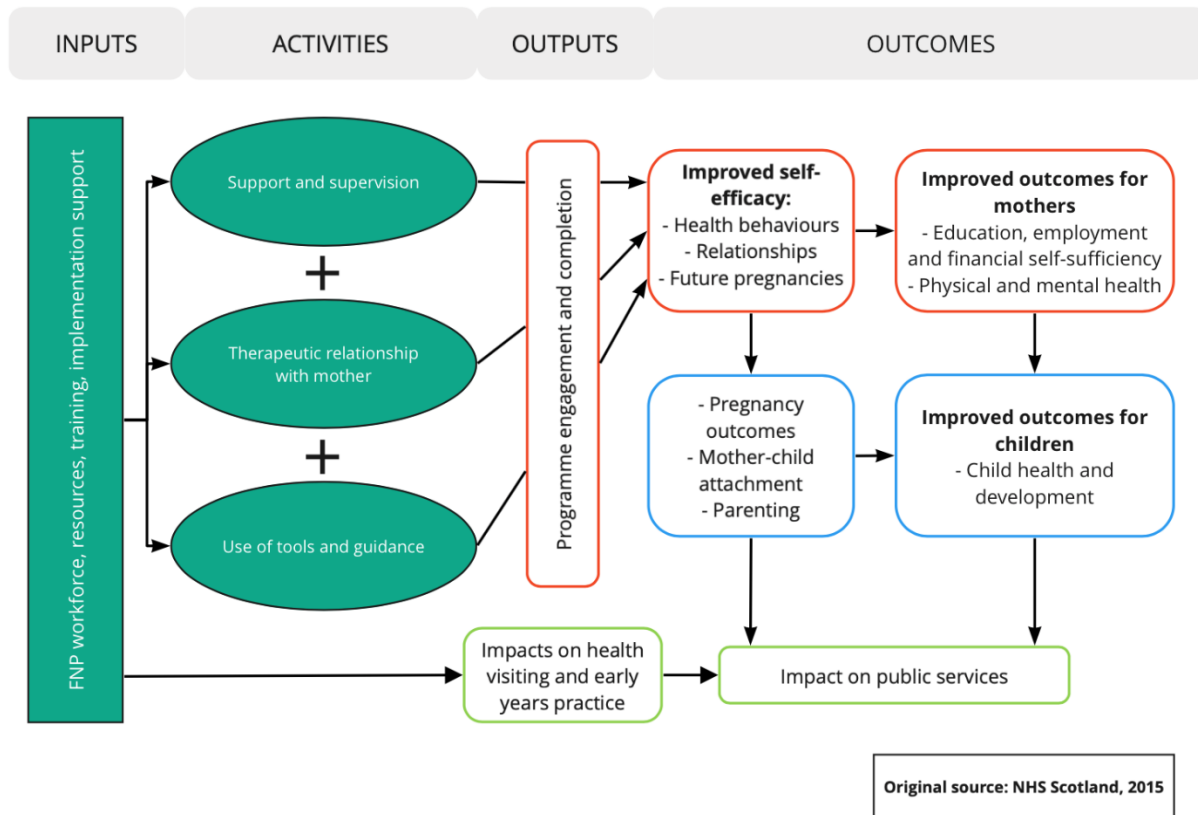 INPUTS
ACTIVITIES
OUTPUTS
OUTCOMES
FNP workforce, resources, training, implementation support
Support and supervision
+
Therapeutic relationship
with mother
+
Use of tools and guidance
Programme engagement and completion
Improved self-
efficacy:
- Health behaviours
- Relationships
- Future pregnancies
Improved outcomes for
mothers
- Education, employment
and financial self-sufficiency
- Physical and mental health
- Pregnancy
outcomes
- Mother-child
attachment
- Parenting
Improved outcomes for
children
- Child health and
development
Impacts on health
visiting and early
years practice
Impact on public services
Original source: NHS Scotland, 2015